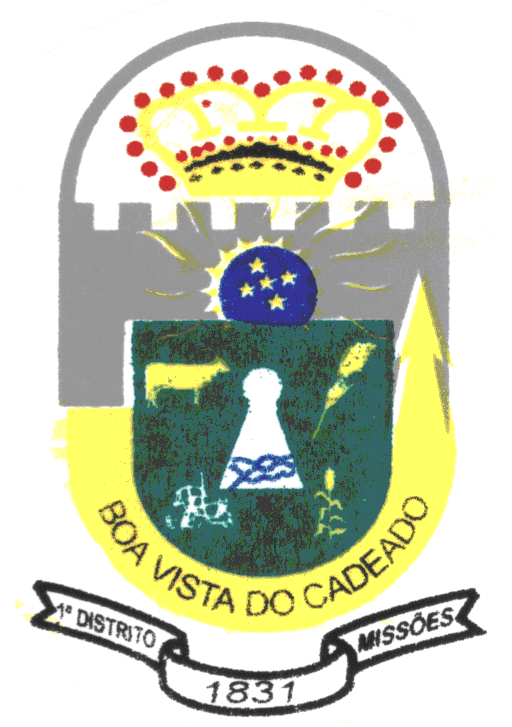 BOA VISTA DO CADEADO
1º DISTRITO
1831
MISSÕES